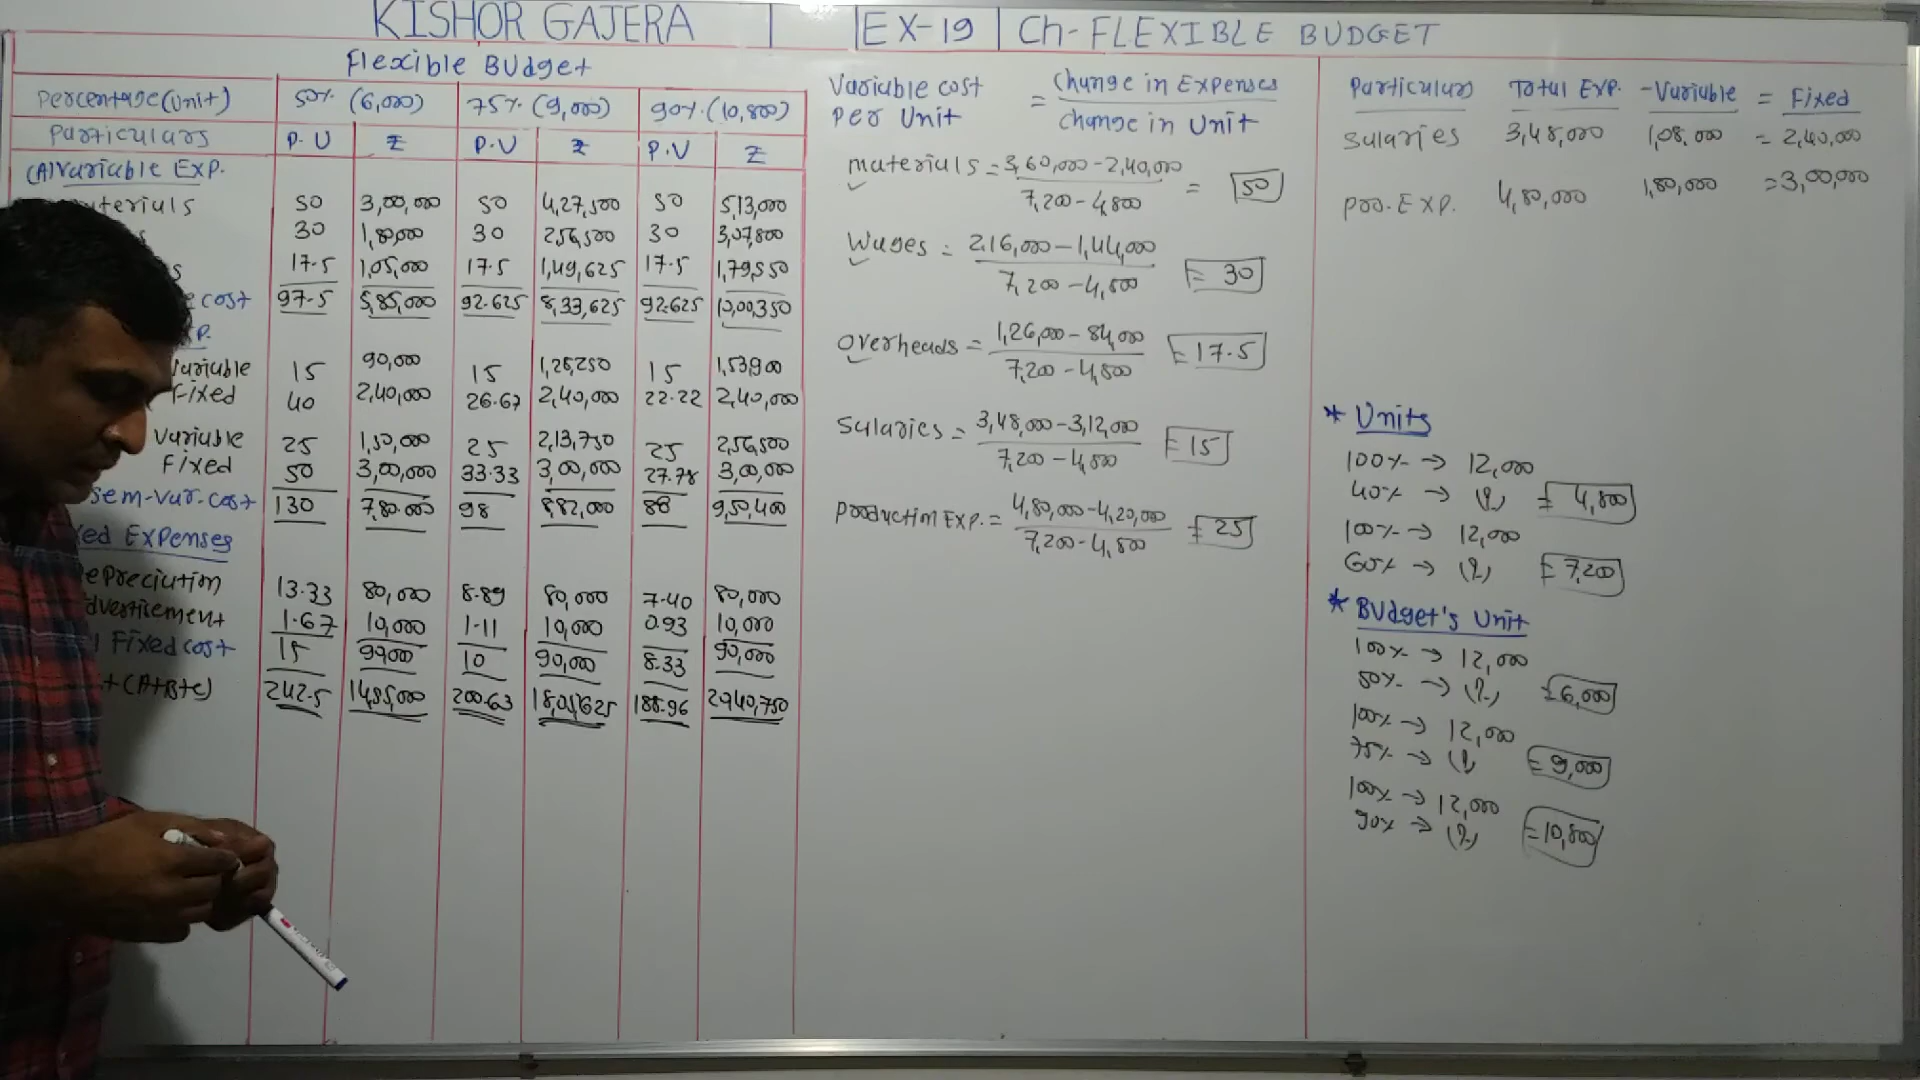 KISHOR GAJERA
EX-19
Ch- FLEXIBLE BUDGET
Flexible Budget
Percentage(Unit) 50% (6,000) 75% (9,000) 90% (10,800)
Particulars P.U ₹ P.U ₹ P.U ₹
(A)Variable Exp.
50 3,00,000 50 4,27,500 50 5,13,000
30 1,80,000 30 2,56,500 30 3,07,800
17.5 1,05,000 17.5 1,49,625 17.5 1,79,550
cost 97.5 5,85,000 92.625 8,33,625 92.625 10,00,350
Variable 15 90,000 15 1,28,250 15 1,53,900
Fixed 40 2,40,000 26.67 2,40,000 22.22 2,40,000
Variable 25 1,50,000 25 2,13,750 25 2,56,500
Fixed 50 3,00,000 33.33 3,00,000 27.78 3,00,000
sem-Var-cost 130 7,80,000 98 8,82,000 88 9,50,400
Expenses
13.33 80,000 8.89 80,000 7.40 80,000
1.67 10,000 1.11 10,000 0.93 10,000
Fixed cost 15 90,000 10 90,000 8.33 90,000
(A+B+C) 242.5 1455,000 200.63 18,05,625 188.96 2040,750
Variable cost Per Unit = Change in Expenses / change in Unit
materials = 3,60,000 - 2,40,000 / 7,200 - 4,800 = 50
Wages = 2,16,000 - 1,44,000 / 7,200 - 4,800 = 30
Overheads = 1,26,000 - 84,000 / 7,200 - 4,800 = 17.5
Salaries = 3,48,000 - 3,12,000 / 7,200 - 4,800 = 15
Production Exp. = 4,80,000 - 4,20,000 / 7,200 - 4,800 = 25
Particulars Total Exp. - Variable = Fixed
Salaries 3,48,000 1,08,000 = 2,40,000
Pro. Exp. 4,80,000 1,80,000 = 3,00,000
* Units
100% → 12,000
40% → (?) = 4,800
100% → 12,000
60% → (?) = 7,200
* Budget's Unit
100% → 12,000
50% → (?) = 6,000
100% → 12,000
75% → (?) = 9,000
100% → 12,000
90% → (?) = 10,800